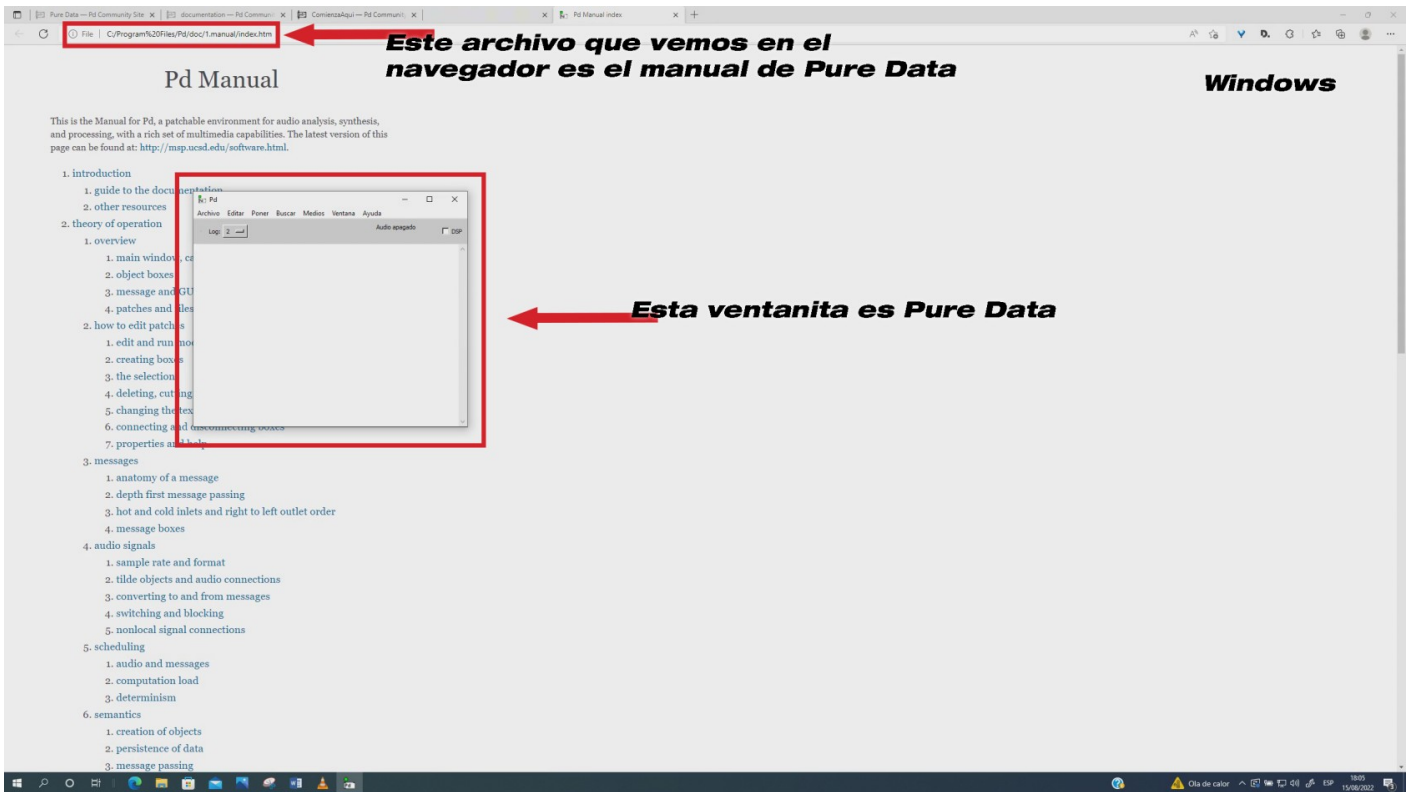 Pure Data — Pd Community Site
documentation — Pd Communi
ComienzaAqui — Pd Communit
Pd Manual index
File | C:/Program%20Files/Pd/doc/1.manual/index.htm
Este archivo que vemos en el
navegador es el manual de Pure Data
Windows
Pd Manual
This is the Manual for Pd, a patchable environment for audio analysis, synthesis,
and processing, with a rich set of multimedia capabilities. The latest version of this
page can be found at: http://msp.ucsd.edu/software.html.
1. introduction
1. guide to the documentation
2. other resources
2. theory of operation
1. overview
1. main window, ca
2. object boxes
3. message and GU
4. patches and files
2. how to edit patches
1. edit and run mo
2. creating boxes
3. the selection
4. deleting, cutting
5. changing the tex
6. connecting and disconnecting boxes
7. properties and help
Pd
Archivo Editar Poner Buscar Medios Ventana Ayuda
Log: 2
Audio apagado
DSP
Esta ventanita es Pure Data
3. messages
1. anatomy of a message
2. depth first message passing
3. hot and cold inlets and right to left outlet order
4. message boxes
4. audio signals
1. sample rate and format
2. tilde objects and audio connections
3. converting to and from messages
4. switching and blocking
5. nonlocal signal connections
5. scheduling
1. audio and messages
2. computation load
3. determinism
6. semantics
1. creation of objects
2. persistence of data
3. message passing
Ola de calor
ESP
18:05
15/08/2022